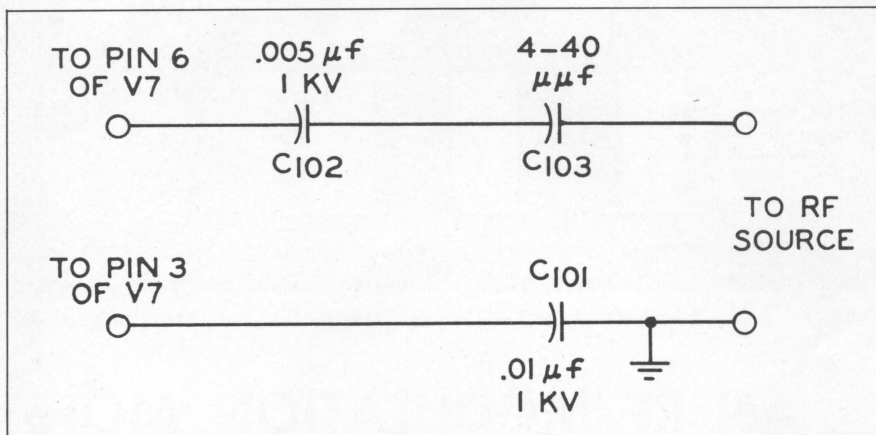 TO PIN 6
OF V7
.005 μf
1 KV
4-40
μμf
C102
C103
TO RF
SOURCE
TO PIN 3
OF V7
C101
.01 μf
1 KV